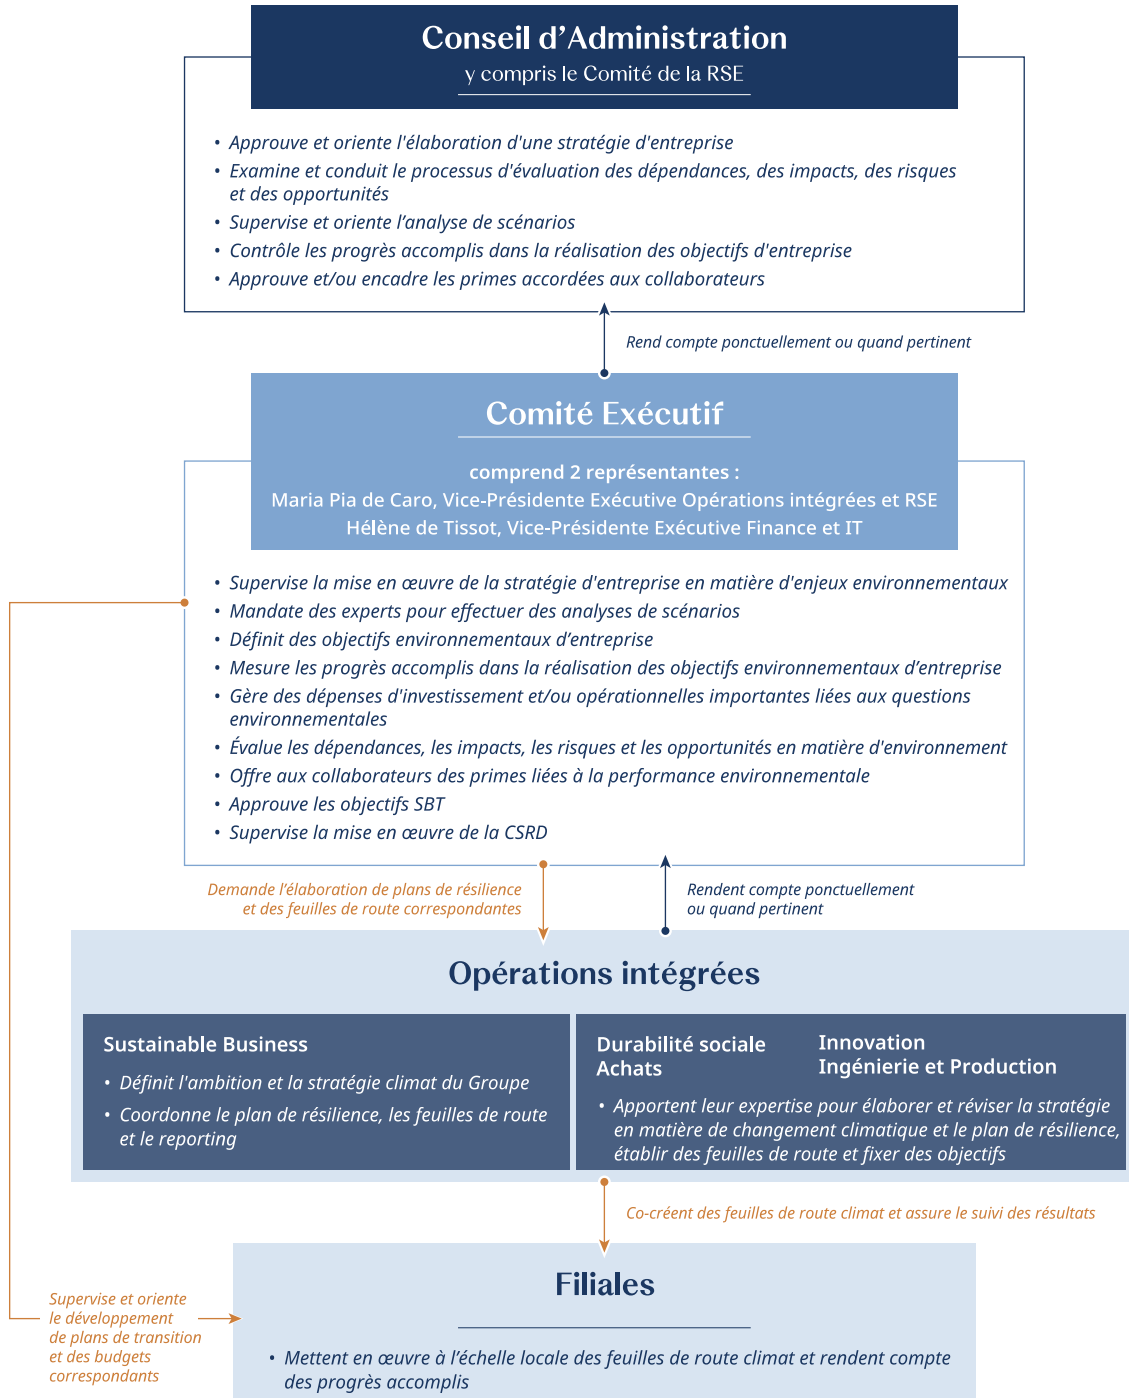 Conseil d’Administration
y compris le Comité de la RSE
• Approuve et oriente l'élaboration d'une stratégie d'entreprise
• Examine et conduit le processus d'évaluation des dépendances, des impacts, des risques
et des opportunités
• Supervise et oriente l’analyse de scénarios
• Contrôle les progrès accomplis dans la réalisation des objectifs d'entreprise
• Approuve et/ou encadre les primes accordées aux collaborateurs
Rend compte ponctuellement ou quand pertinent
Comité Exécutif
comprend 2 représentantes :
Maria Pia de Caro, Vice-Présidente Exécutive Opérations intégrées et RSE
Hélène de Tissot, Vice-Présidente Exécutive Finance et IT
• Supervise la mise en œuvre de la stratégie d'entreprise en matière d'enjeux environnementaux
• Mandate des experts pour effectuer des analyses de scénarios
• Définit des objectifs environnementaux d’entreprise
• Mesure les progrès accomplis dans la réalisation des objectifs environnementaux d’entreprise
• Gère des dépenses d'investissement et/ou opérationnelles importantes liées aux questions
environnementales
• Évalue les dépendances, les impacts, les risques et les opportunités en matière d'environnement
• Offre aux collaborateurs des primes liées à la performance environnementale
• Approuve les objectifs SBT
• Supervise la mise en œuvre de la CSRD
Demande l’élaboration de plans de résilience
et des feuilles de route correspondantes
Rendent compte ponctuellement
ou quand pertinent
Opérations intégrées
Sustainable Business
• Définit l'ambition et la stratégie climat du Groupe
• Coordonne le plan de résilience, les feuilles de route
et le reporting
Durabilité sociale
Achats
Innovation
Ingénierie et Production
• Apportent leur expertise pour élaborer et réviser la stratégie
en matière de changement climatique et le plan de résilience,
établir des feuilles de route et fixer des objectifs
Co-créent des feuilles de route climat et assure le suivi des résultats
Filiales
Supervise et oriente
le développement
de plans de transition
et des budgets
correspondants
• Mettent en œuvre à l’échelle locale des feuilles de route climat et rendent compte
des progrès accomplis